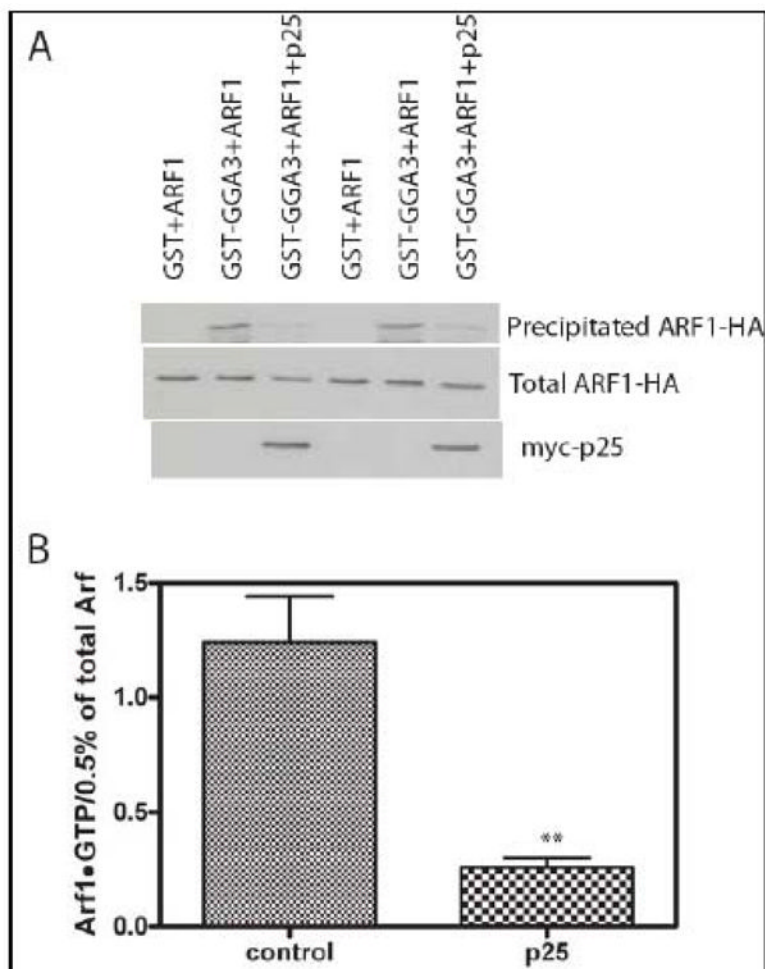 A
GST+ARF1
GST-GGA3+ARF1
GST-GGA3+ARF1+p25
GST+ARF1
GST-GGA3+ARF1
GST-GGA3+ARF1+p25
Precipitated ARF1-HA
Total ARF1-HA
myc-p25
B
Arf1•GTP/0.5% of total Arf
1.5
1.0
0.5
0.0
**
control
p25